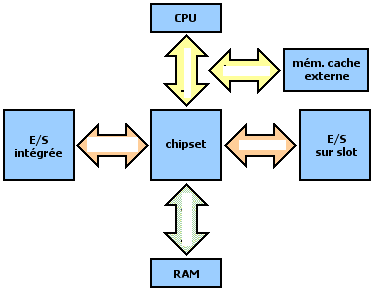 CPU
mém. cache
externe
E/S
intégrée
chipset
E/S
sur slot
RAM